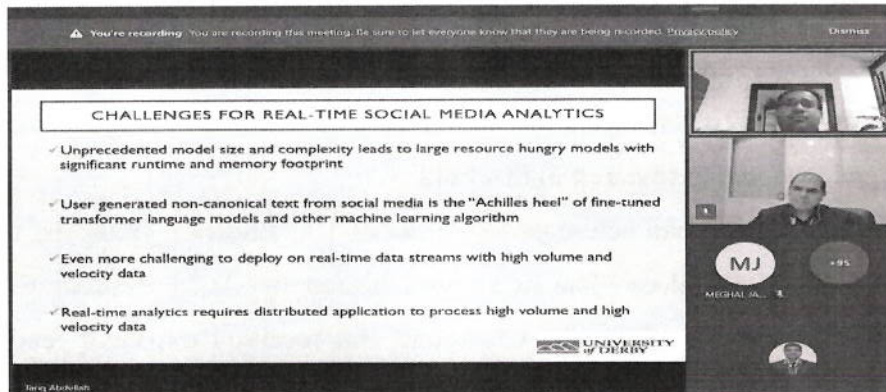 You're recording You are recording this meeting. Be sure to let everyone know that they are being recorded. Privacy policy
Dismiss
CHALLENGES FOR REAL-TIME SOCIAL MEDIA ANALYTICS
✓Unprecedented model size and complexity leads to large resource hungry models with
significant runtime and memory footprint
✓User generated non-canonical text from social media is the "Achilles heel" of fine-tuned
transformer language models and other machine learning algorithm
✓Even more challenging to deploy on real-time data streams with high volume and
velocity data
✓Real-time analytics requires distributed application to process high volume and high
velocity data
UNIVERSITY
of DERBY
Tariq Abdullah
MJ
+95
MEGHAL JA...